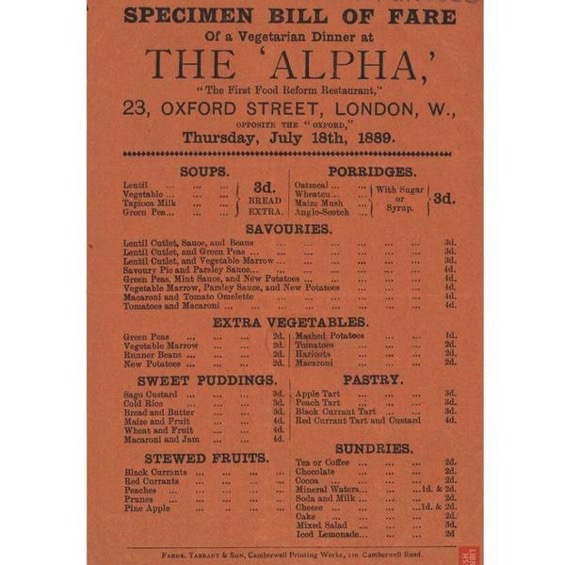 SPECIMEN BILL OF FARE
Of a Vegetarian Dinner at
THE ‘ALPHA,’
"The First Food Reform Restaurant,"
23, OXFORD STREET, LONDON, W.,
OPPOSITE THE "OXFORD,"
Thursday, July 18th, 1889.
SOUPS.
Lentil ... ... ...
Vegetable ... ... ...
Tapioca Milk ... ...
Green Pea... ... ...
3d.
BREAD
EXTRA.
PORRIDGES.
Oatmeal ... ...
Wheaten ... ...
Maize Mush ...
Anglo-Scotch ...
With Sugar
or
Syrup.
3d.
SAVOURIES.
Lentil Cutlet, Sauce, and Beans ... ... ... ... ... ... 3d.
Lentil Cutlet, and Green Peas ... ... ... ... ... ... ... 3d.
Lentil Cutlet, and Vegetable Marrow ... ... ... ... ... ... 3d.
Savoury Pie and Parsley Sauce... ... ... ... ... ... ... 4d.
Green Peas, Mint Sauce, and New Potatoes ... ... ... ... ... 4d.
Vegetable Marrow, Parsley Sauce, and New Potatoes ... ... ... ... 4d.
Macaroni and Tomato Omelette ... ... ... ... ... ... 4d.
Tomatoes and Macaroni ... ... ... ... ... ... ... 4d.
EXTRA VEGETABLES.
Green Peas ... ... ... 2d.
Vegetable Marrow ... ... 2d.
Runner Beans ... ... ... 2d.
New Potatoes ... ... ... 2d.
Mashed Potatoes ... ... ... 1d.
Tomatoes ... ... ... 2d.
Haricots ... ... ... 2d.
Macaroni ... ... ... 2d.
SWEET PUDDINGS.
Sago Custard ... ... ... 3d.
Cold Rice ... ... ... 3d.
Bread and Butter ... ... 3d.
Maize and Fruit ... ... 4d.
Wheat and Fruit ... ... 4d.
Macaroni and Jam ... ... 4d.
PASTRY.
Apple Tart ... ... ... 3d.
Peach Tart ... ... ... 3d.
Black Currant Tart ... ... 3d.
Red Currant Tart and Custard ... 4d.
STEWED FRUITS.
Black Currants ... ... ...
Red Currants ... ... ...
Peaches ... ... ... ...
Prunes ... ... ... ...
Pine Apple ... ... ...
SUNDRIES.
Tea or Coffee ... ... ... 2d.
Chocolate ... ... ... 2d.
Cocoa ... ... ... 2d.
Mineral Waters... ... ...1d. & 2d.
Soda and Milk ... ... ... 2d.
Cheese ... ... ... ...1d. & 2d.
Cake ... ... ... 2d.
Mixed Salad ... ... ... 3d.
Iced Lemonade... ... ... 2d
FARDE, TARRANT & SON, Camberwell Printing Works, Camberwell Road.